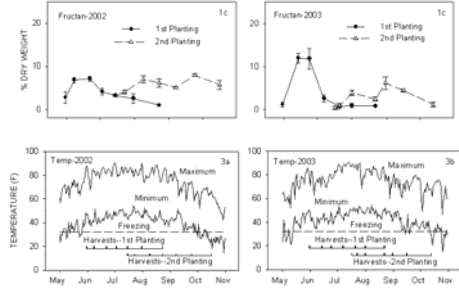 Fructan-2002
1c
1st Planting
2nd Planting
% DRY WEIGHT
20
10
0
Fructan-2003
1c
1st Planting
2nd Planting
20
10
0
Temp-2002
3a
Maximum
Minimum
Freezing
Harvests--1st Planting
Harvests--2nd Planting
TEMPERATURE (F)
100
80
60
40
20
0
May Jun Jul Aug Sep Oct Nov
Temp-2003
3b
Maximum
Minimum
Freezing
Harvests--1st Planting
Harvests--2nd Planting
100
80
60
40
20
0
May Jun Jul Aug Sep Oct Nov